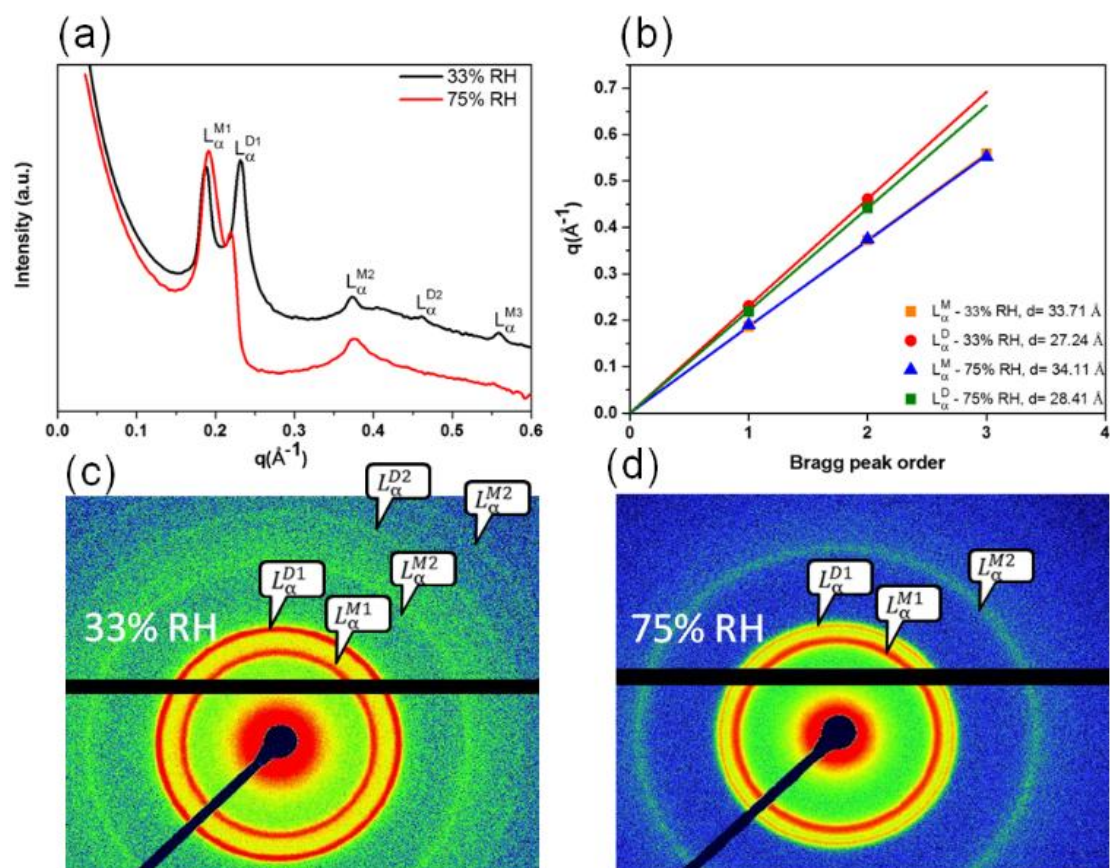 (a)
33% RH
75% RH
L_α^M1
L_α^D1
L_α^M2
L_α^D2
L_α^M3
Intensity (a.u.)
0.0 0.1 0.2 0.3 0.4 0.5 0.6
q(Å⁻¹)
(b)
0.7
0.6
0.5
0.4
0.3
0.2
0.1
0.0
q(Å⁻¹)
L_α^M - 33% RH, d= 33.71 Å
L_α^D - 33% RH, d= 27.24 Å
L_α^M - 75% RH, d= 34.11 Å
L_α^D - 75% RH, d= 28.41 Å
0 1 2 3 4
Bragg peak order
(c)
L_α^D2
L_α^M2
L_α^M2
L_α^D1
L_α^M1
33% RH
(d)
L_α^M2
L_α^D1
L_α^M1
75% RH